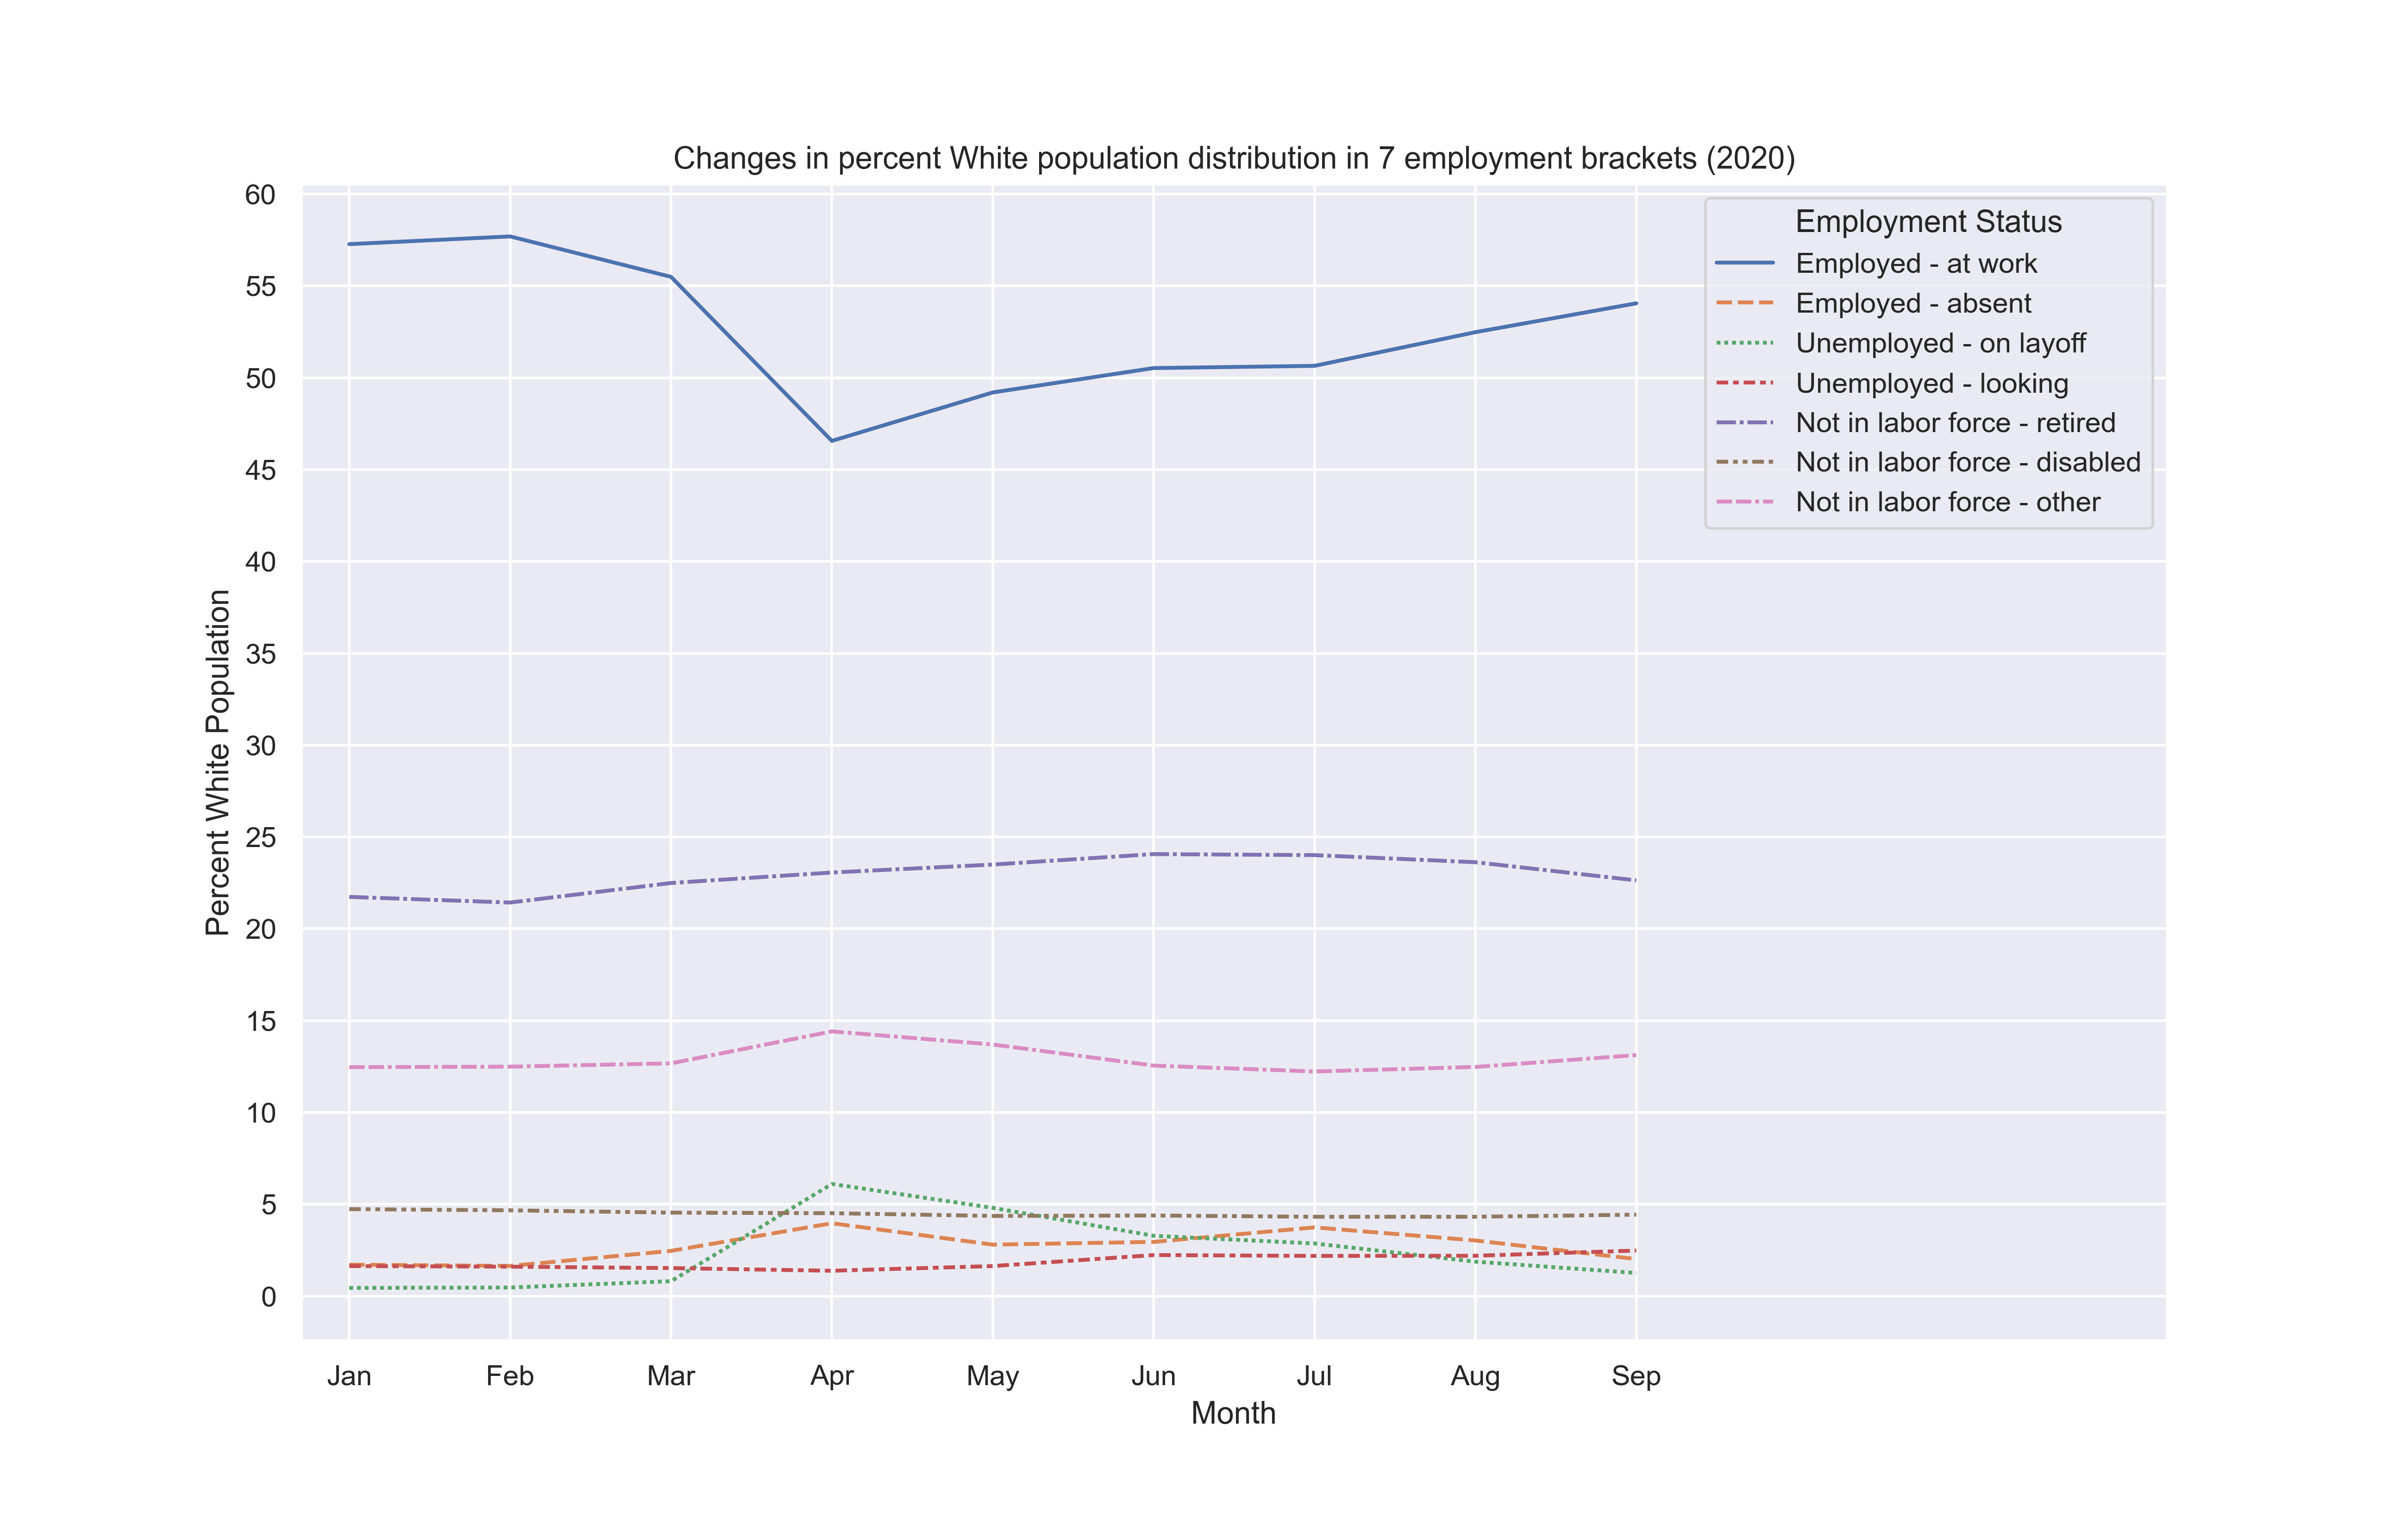 Changes in percent White population distribution in 7 employment brackets (2020)
60
55
50
45
40
35
30
25
20
15
10
5
0
Percent White Population
Employment Status
Employed - at work
Employed - absent
Unemployed - on layoff
Unemployed - looking
Not in labor force - retired
Not in labor force - disabled
Not in labor force - other
Jan Feb Mar Apr May Jun Jul Aug Sep
Month